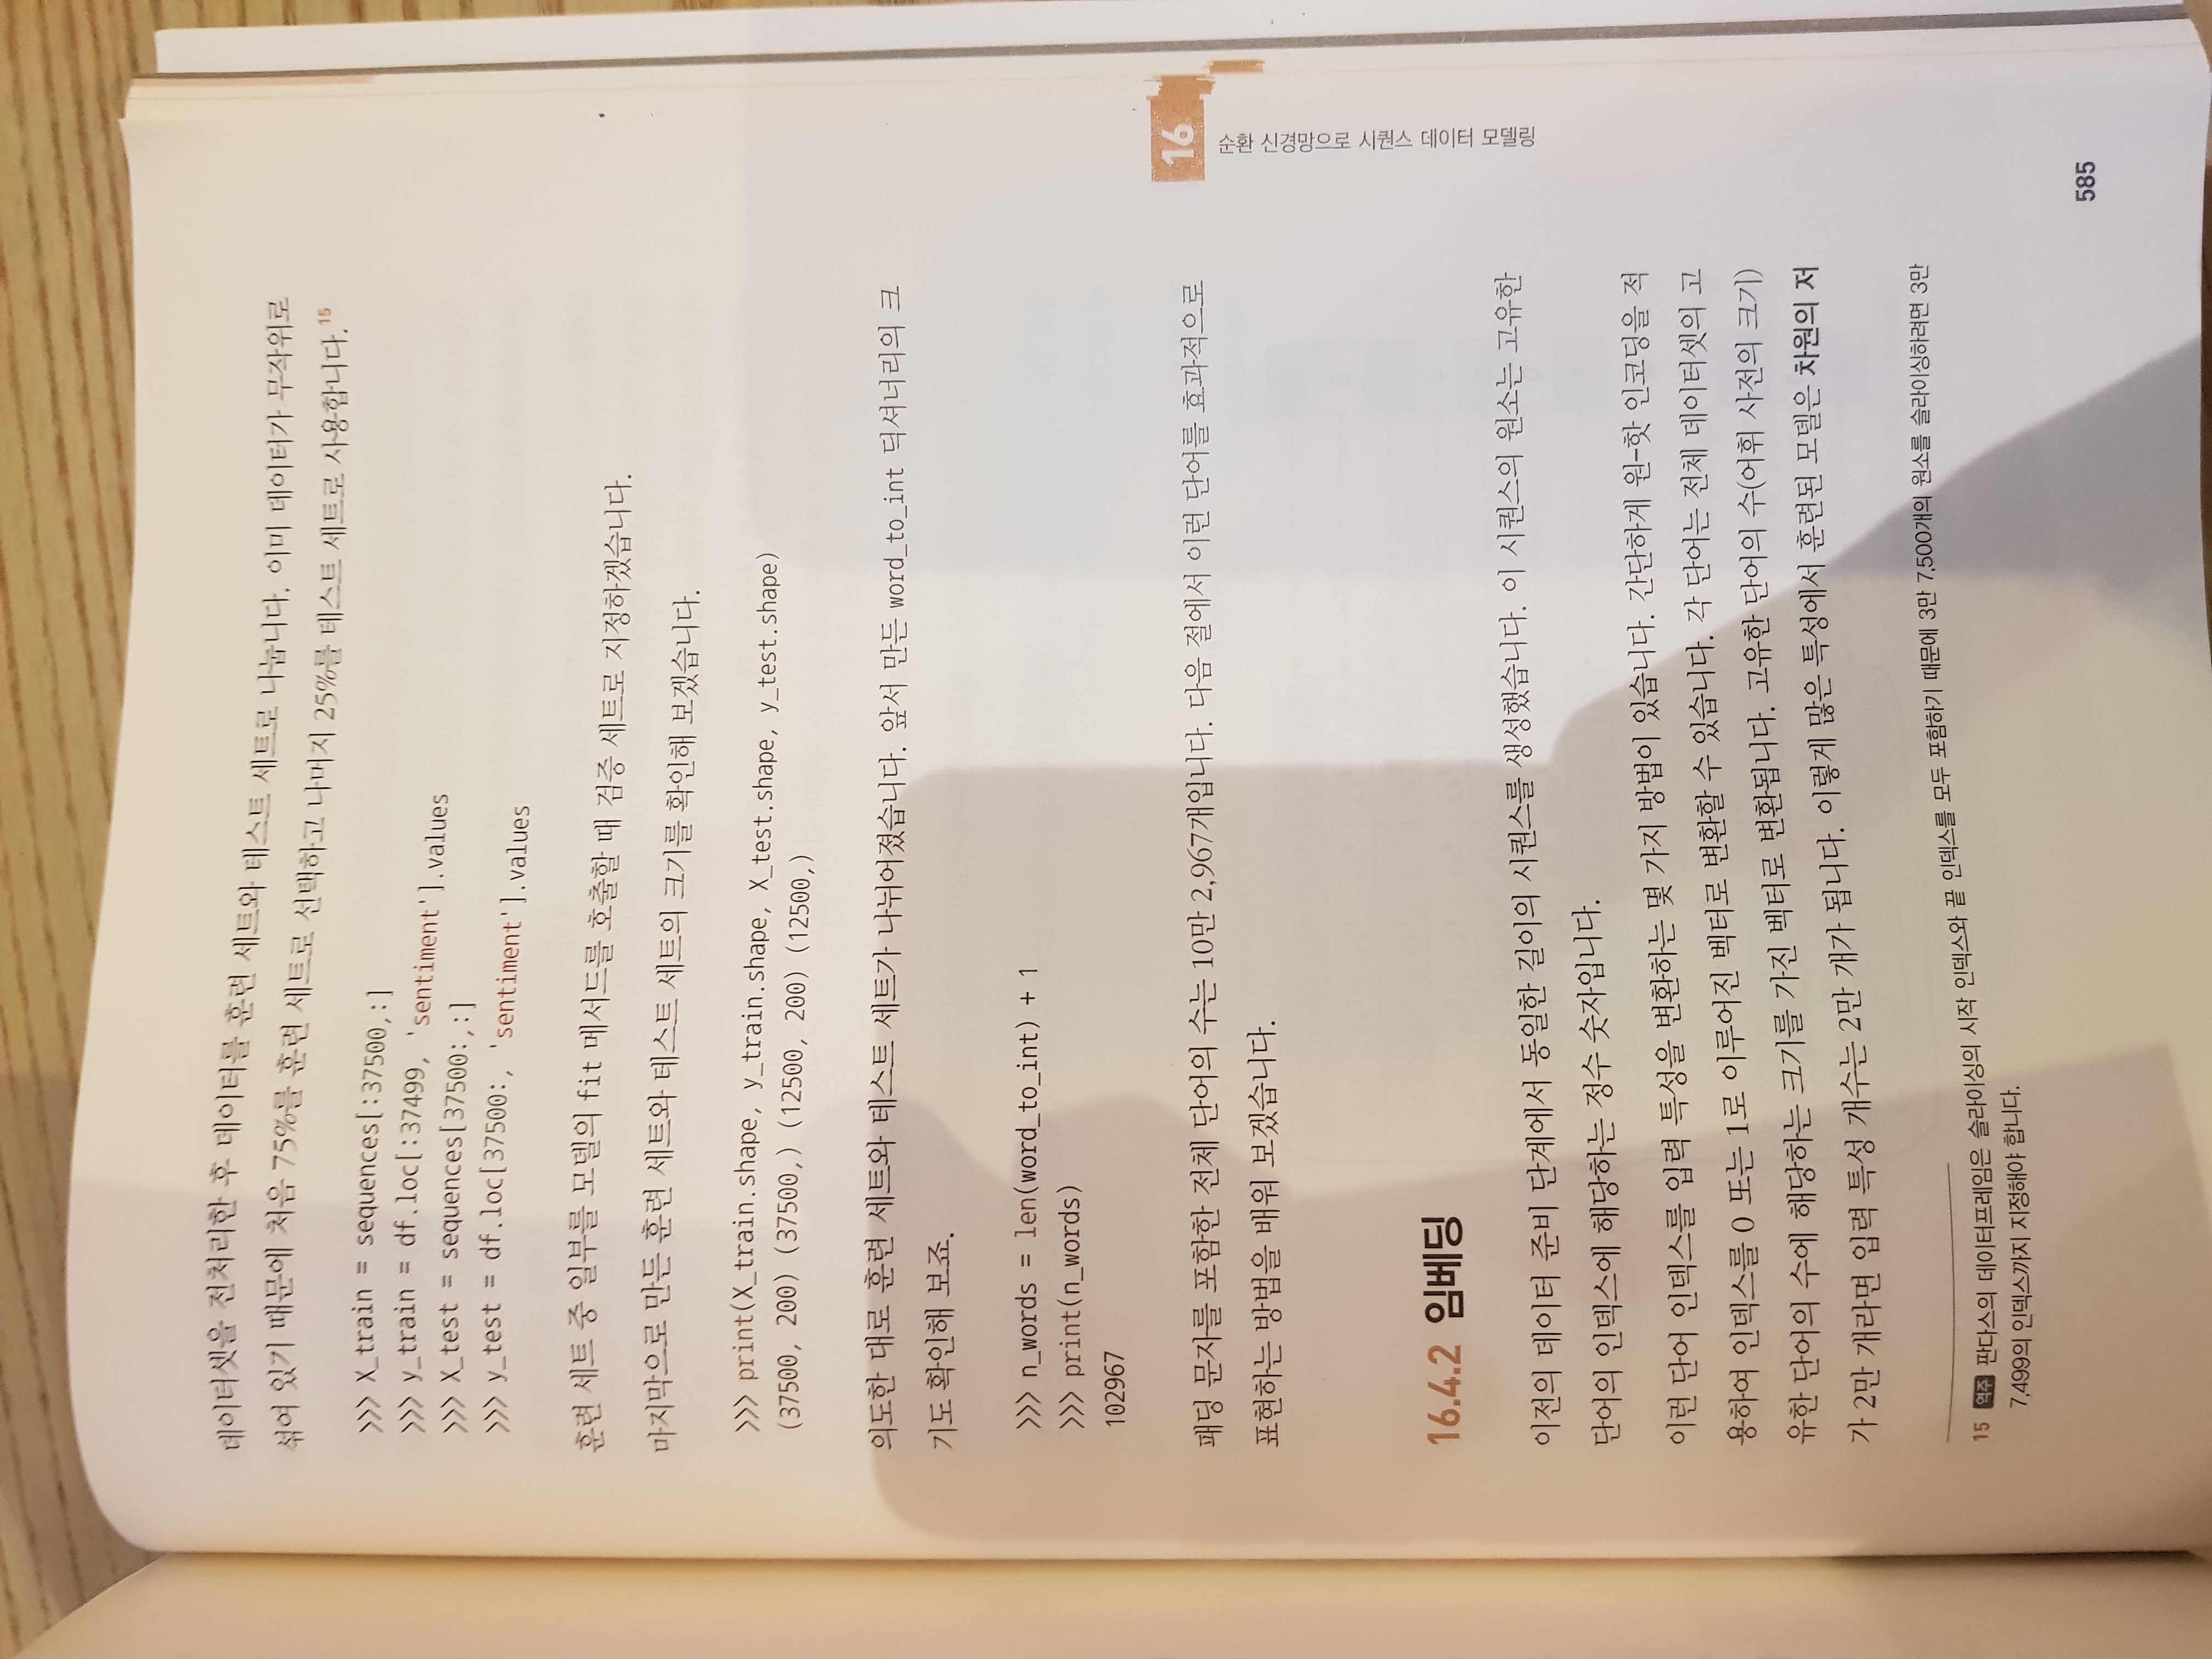 데이터셋을 전처리한 후 데이터를 훈련 세트와 테스트 세트로 나눕니다. 이미 데이터가 무작위로
섞여 있기 때문에 처음 75%를 훈련 세트로 선택하고 나머지 25%를 테스트 세트로 사용합니다.15
>>> X_train = sequences[:37500,:]
>>> y_train = df.loc[:37499, 'sentiment'].values
>>> X_test = sequences[37500:,:]
>>> y_test = df.loc[37500:, 'sentiment'].values
훈련 세트 중 일부를 모델의 fit 메서드를 호출할 때 검증 세트로 지정하겠습니다.
마지막으로 만든 훈련 세트와 테스트 세트의 크기를 확인해 보겠습니다.
>>> print(X_train.shape, y_train.shape, X_test.shape, y_test.shape)
(37500, 200) (37500,) (12500, 200) (12500,)
의도한 대로 훈련 세트와 테스트 세트가 나뉘어졌습니다. 앞서 만든 word_to_int 딕셔너리의 크
기도 확인해 보죠.
>>> n_words = len(word_to_int) + 1
>>> print(n_words)
102967
패딩 문자를 포함한 전체 단어의 수는 10만 2,967개입니다. 다음 절에서 이런 단어를 효과적으로
표현하는 방법을 배워 보겠습니다.
16.4.2 임베딩
이전의 데이터 준비 단계에서 동일한 길이의 시퀀스를 생성했습니다. 이 시퀀스의 원소는 고유한
단어의 인덱스에 해당하는 정수 숫자입니다.
이런 단어 인덱스를 입력 특성을 변환하는 몇 가지 방법이 있습니다. 간단하게 원-핫 인코딩을 적
용하여 인덱스를 0 또는 1로 이루어진 벡터로 변환할 수 있습니다. 각 단어는 전체 데이터셋의 고
유한 단어의 수에 해당하는 크기를 가진 벡터로 변환됩니다. 고유한 단어의 수(어휘 사전의 크기)
가 2만 개라면 입력 특성 개수는 2만 개가 됩니다. 이렇게 많은 특성에서 훈련된 모델은 차원의 저
15 역주 판다스의 데이터프레임은 슬라이싱의 시작 인덱스와 끝 인덱스를 모두 포함하기 때문에 3만 7,500개의 원소를 슬라이싱하려면 3만
7,499의 인덱스까지 지정해야 합니다.
16
순환 신경망으로 시퀀스 데이터 모델링
585